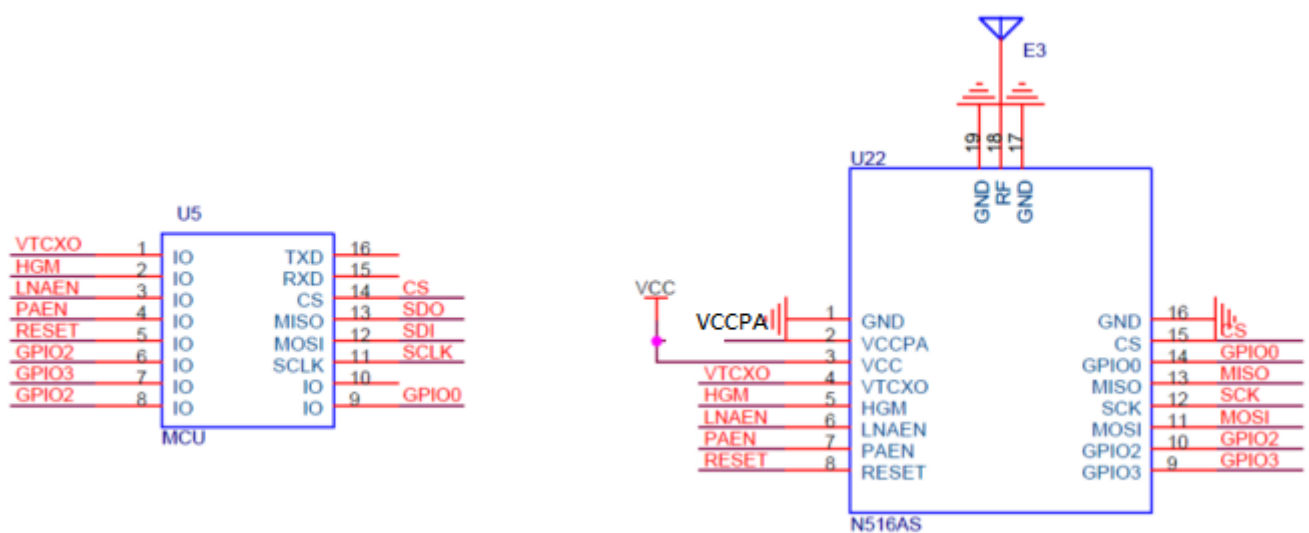 E3
19 18 17
U22
GND RF GND
U5
VTCXO 1 IO TXD 16
HGM 2 IO RXD 15
LNAEN 3 IO CS 14 CS
PAEN 4 IO MISO 13 SDO
RESET 5 IO MOSI 12 SDI
GPIO2 6 IO SCLK 11 SCLK
GPIO3 7 IO IO 10
GPIO2 8 IO IO 9 GPIO0
MCU
VCC
1 GND GND 16
VCCPA 2 VCCPA CS 15 CS
3 VCC GPIO0 14 GPIO0
VTCXO 4 VTCXO MISO 13 MISO
HGM 5 HGM SCK 12 SCK
LNAEN 6 LNAEN MOSI 11 MOSI
PAEN 7 PAEN GPIO2 10 GPIO2
RESET 8 RESET GPIO3 9 GPIO3
N516AS